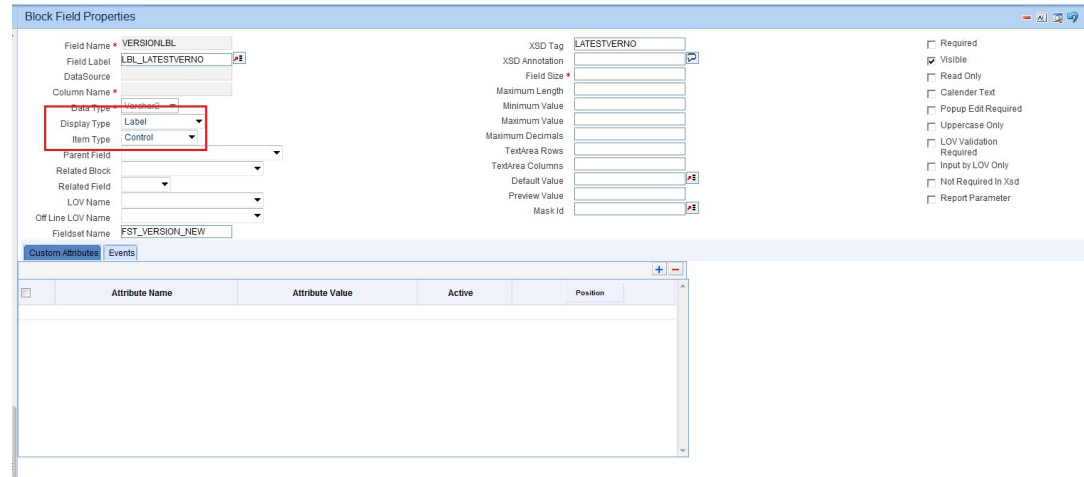 Block Field Properties
Field Name * VERSIONLBL
Field Label LBL_LATESTVERNO
DataSource
Column Name *
Data Type * Varchar2
Display Type Label
Item Type Control
Parent Field
Related Block
Related Field
LOV Name
Off Line LOV Name
Fieldset Name FST_VERSION_NEW
XSD Tag LATESTVERNO
XSD Annotation
Field Size *
Maximum Length
Minimum Value
Maximum Value
Maximum Decimals
TextArea Rows
TextArea Columns
Default Value
Preview Value
Mask Id
Required
Visible
Read Only
Calender Text
Popup Edit Required
Uppercase Only
LOV Validation
Required
Input by LOV Only
Not Required In Xsd
Report Parameter
Custom Attributes Events
Attribute Name Attribute Value Active Position